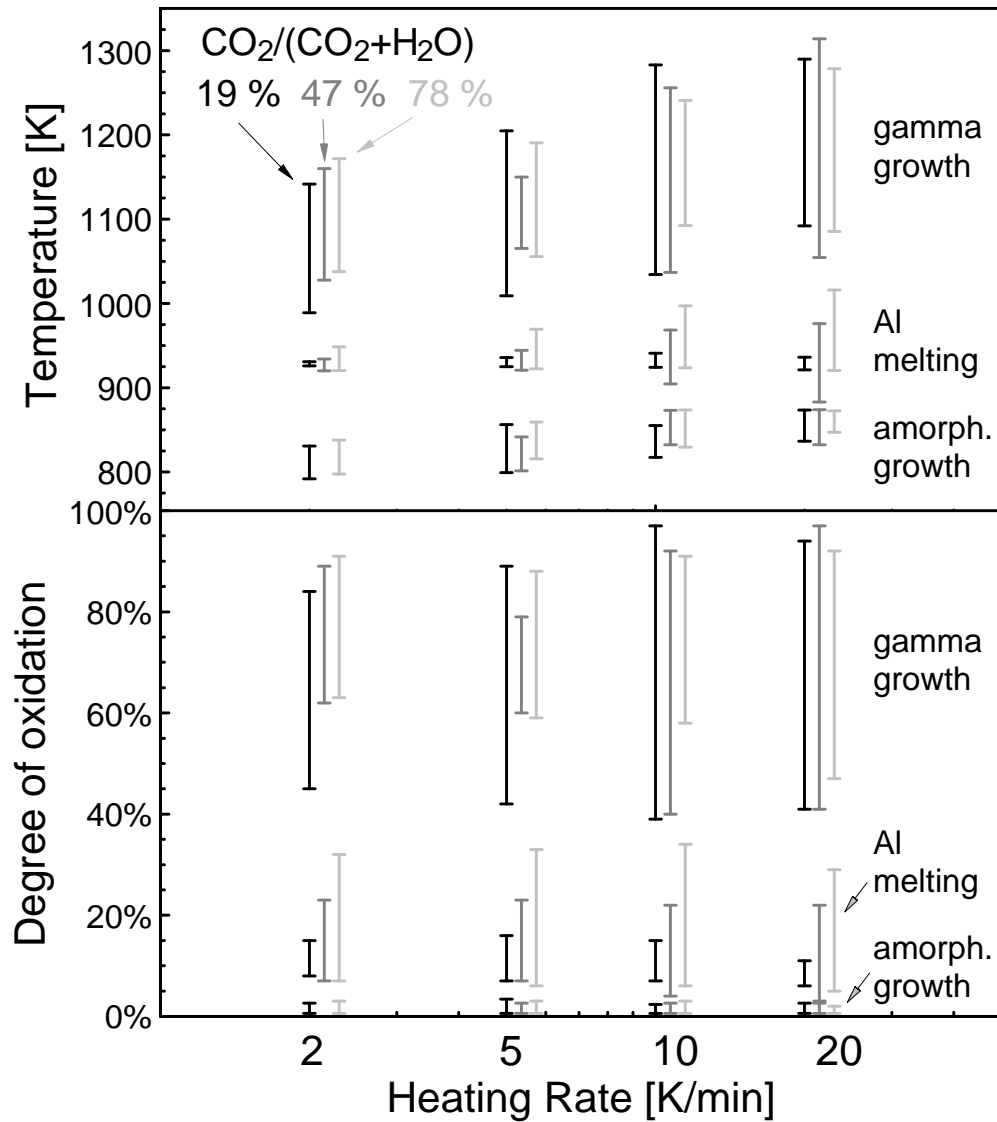 CO₂/(CO₂+H₂O)
19 % 47 % 78 %
Temperature [K]
1300
1200
1100
1000
900
800
gamma
growth
Al
melting
amorph.
growth
Degree of oxidation
100%
80%
60%
40%
20%
0%
gamma
growth
Al
melting
amorph.
growth
2 5 10 20
Heating Rate [K/min]